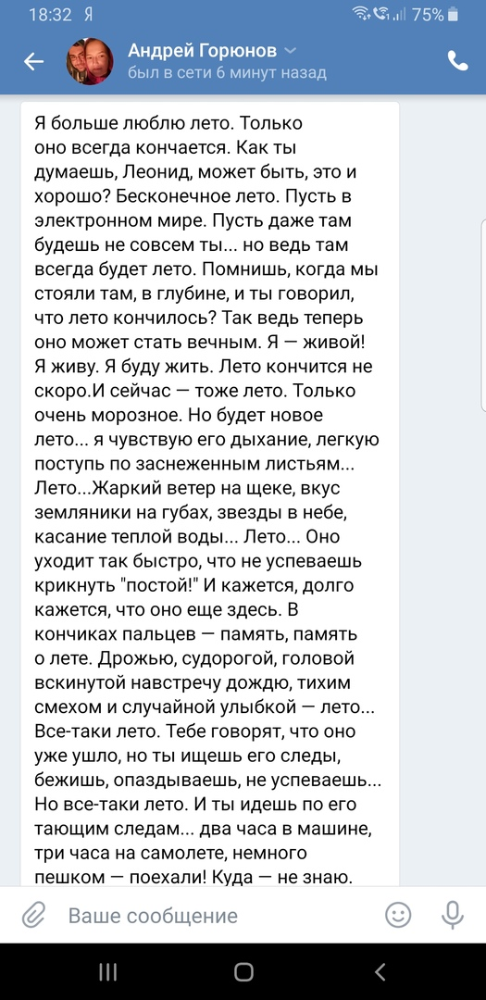 18:32 Я 75%
Андрей Горюнов
был в сети 6 минут назад
Я больше люблю лето. Только
оно всегда кончается. Как ты
думаешь, Леонид, может быть, это и
хорошо? Бесконечное лето. Пусть в
электронном мире. Пусть даже там
будешь не совсем ты... но ведь там
всегда будет лето. Помнишь, когда мы
стояли там, в глубине, и ты говорил,
что лето кончилось? Так ведь теперь
оно может стать вечным. Я — живой!
Я живу. Я буду жить. Лето кончится не
скоро.И сейчас — тоже лето. Только
очень морозное. Но будет новое
лето... я чувствую его дыхание, легкую
поступь по заснеженным листьям...
Лето...Жаркий ветер на щеке, вкус
земляники на губах, звезды в небе,
касание теплой воды... Лето... Оно
уходит так быстро, что не успеваешь
крикнуть "постой!" И кажется, долго
кажется, что оно еще здесь. В
кончиках пальцев — память, память
о лете. Дрожью, судорогой, головой
вскинутой навстречу дождю, тихим
смехом и случайной улыбкой — лето...
Все-таки лето. Тебе говорят, что оно
уже ушло, но ты ищешь его следы,
бежишь, опаздываешь, не успеваешь...
Но все-таки лето. И ты идешь по его
тающим следам... два часа в машине,
три часа на самолете, немного
пешком — поехали! Куда — не знаю.
Ваше сообщение